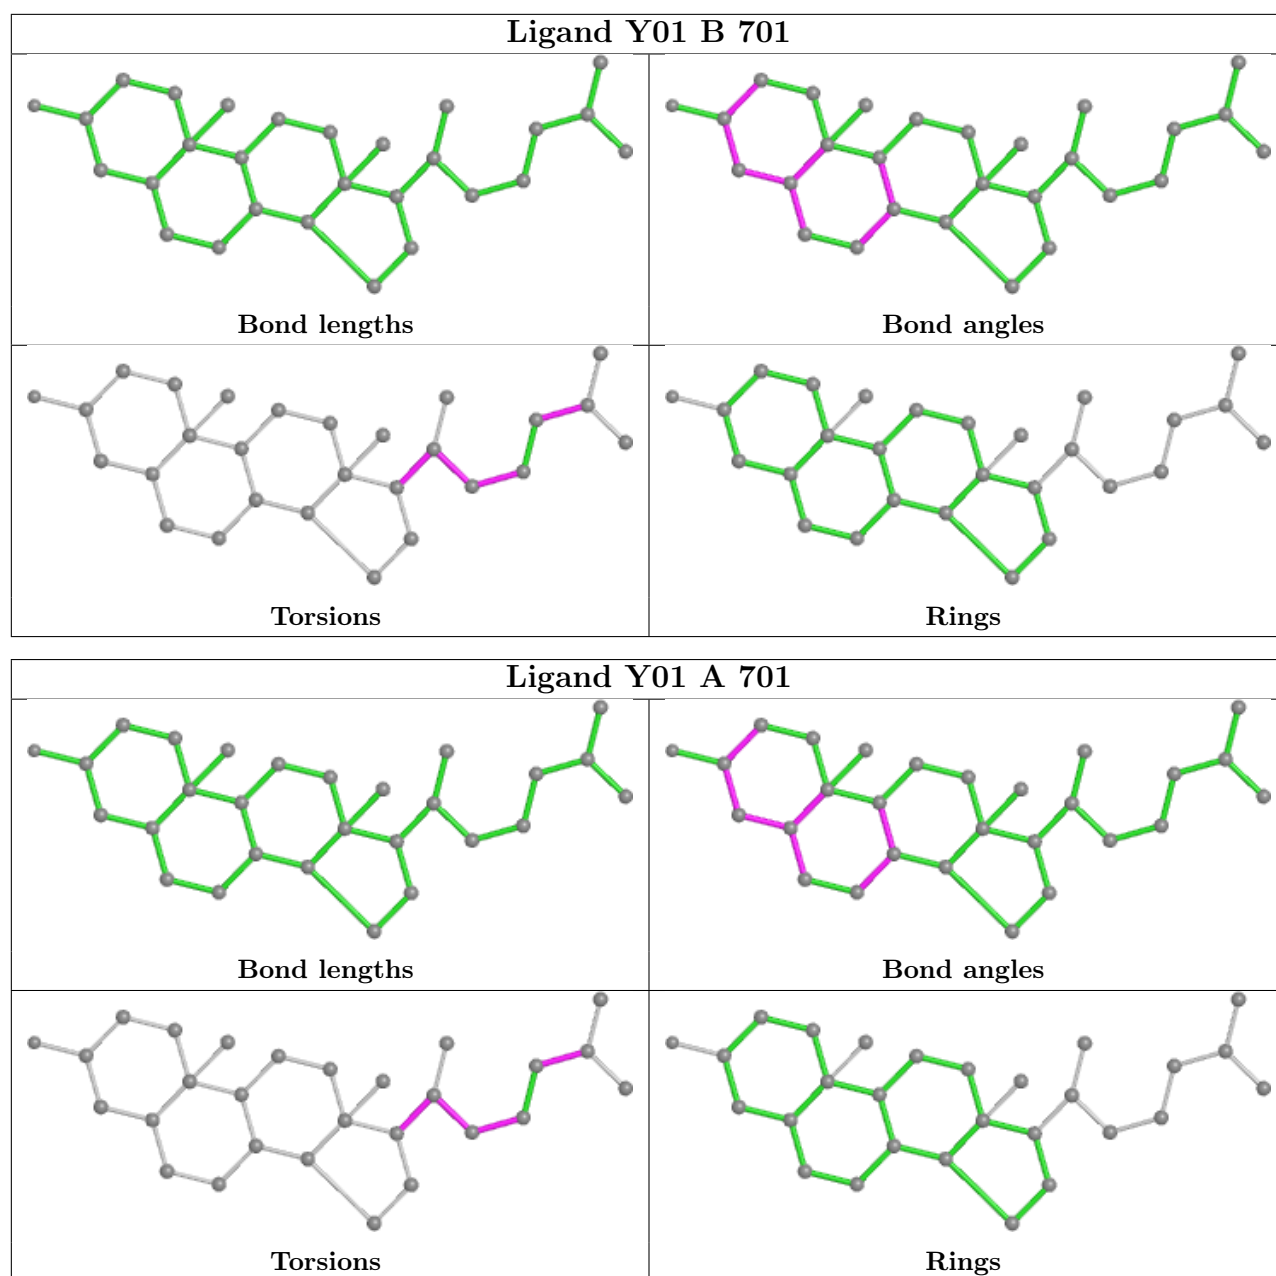 Ligand Y01 B 701
Bond lengths
Bond angles
Torsions
Rings
Ligand Y01 A 701
Bond lengths
Bond angles
Torsions
Rings